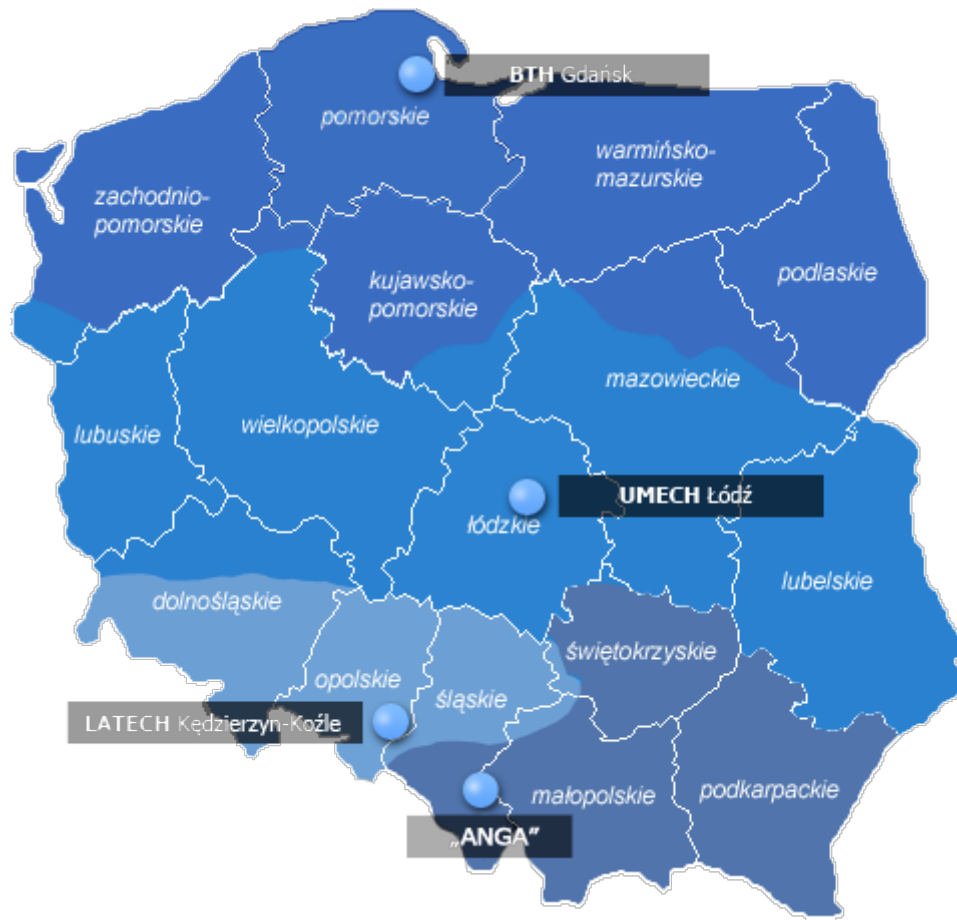 BTH Gdańsk
pomorskie
warmińsko-
mazurskie
zachodnio-
pomorskie
kujawsko-
pomorskie
podlaskie
mazowieckie
lubuskie
wielkopolskie
UMECH Łódź
łódzkie
lubelskie
dolnośląskie
świętokrzyskie
opolskie
śląskie
LATECH Kędzierzyn-Koźle
małopolskie
podkarpackie
„ANGA”